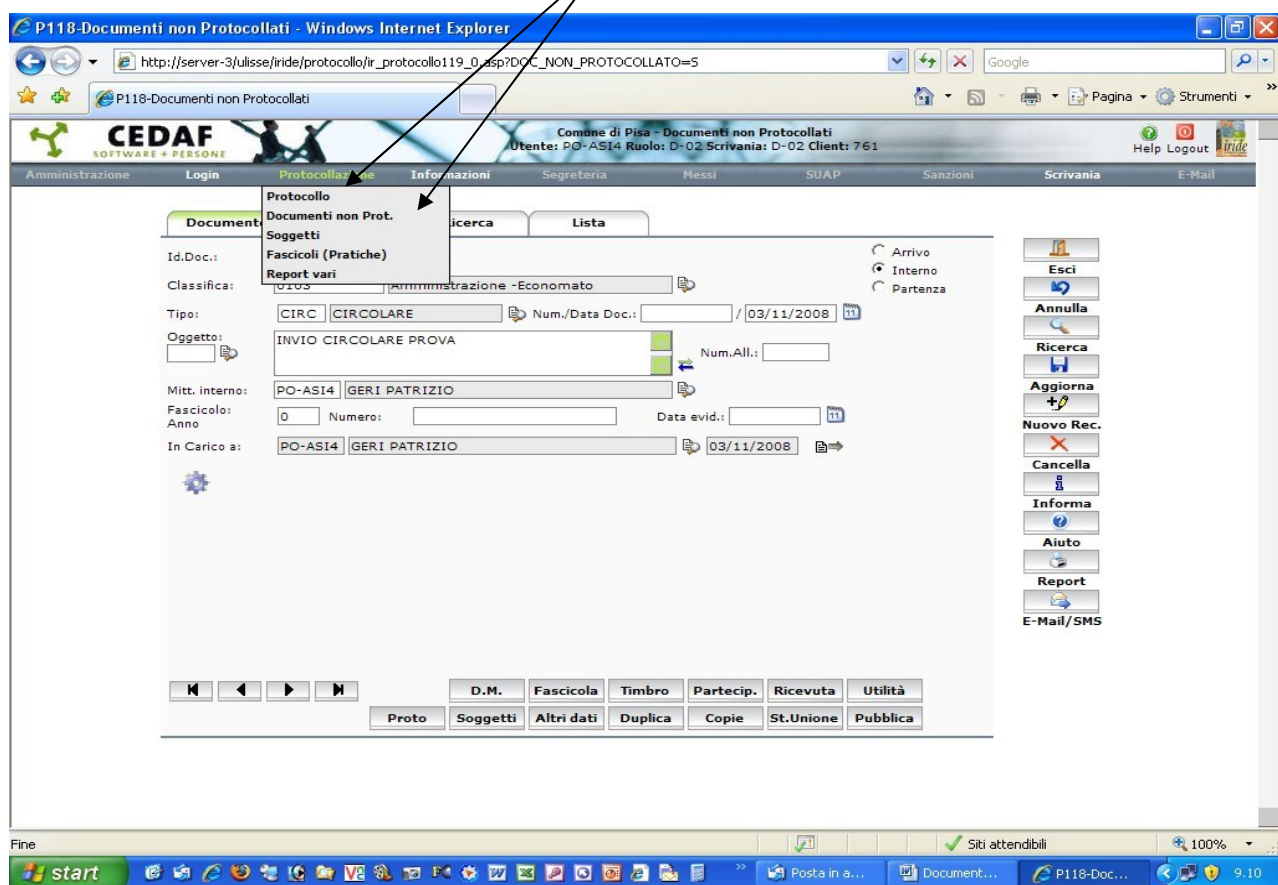 P118-Documenti non Protocollati - Windows Internet Explorer
http://server-3/ulisse/iride/protocollo/ir_protocollo119_0.asp?DOC_NON_PROTOCOLLATO=S
Google
P118-Documenti non Protocollati
Pagina
Strumenti
CEDAF
SOFTWARE + PERSONE
Comune di Pisa - Documenti non Protocollati
Utente: PO-ASI4 Ruolo: D-02 Scrivania: D-02 Client: 761
Help Logout iride
Amministrazione Login Protocollazione Informazioni Segreteria Messi SUAP Sanzioni Scrivania E-Mail
Protocollo
Documenti non Prot.
Soggetti
Fascicoli (Pratiche)
Report vari
Document icerca Lista
Id.Doc.:
Arrivo
Interno
Partenza
Classifica: 0103 Ammministrazione -Economato
Tipo: CIRC CIRCOLARE Num./Data Doc.: / 03/11/2008
Oggetto: INVIO CIRCOLARE PROVA Num.All.:
Mitt. interno: PO-ASI4 GERI PATRIZIO
Fascicolo:
Anno 0 Numero: Data evid.:
In Carico a: PO-ASI4 GERI PATRIZIO 03/11/2008
Esci
Annulla
Ricerca
Aggiorna
Nuovo Rec.
Cancella
Informa
Aiuto
Report
E-Mail/SMS
D.M. Fascicola Timbro Partecip. Ricevuta Utilità
Proto Soggetti Altri dati Duplica Copie St.Unione Pubblica
Fine
Siti attendibili
100%
start
Posta in a...
Document...
P118-Doc...
9.10